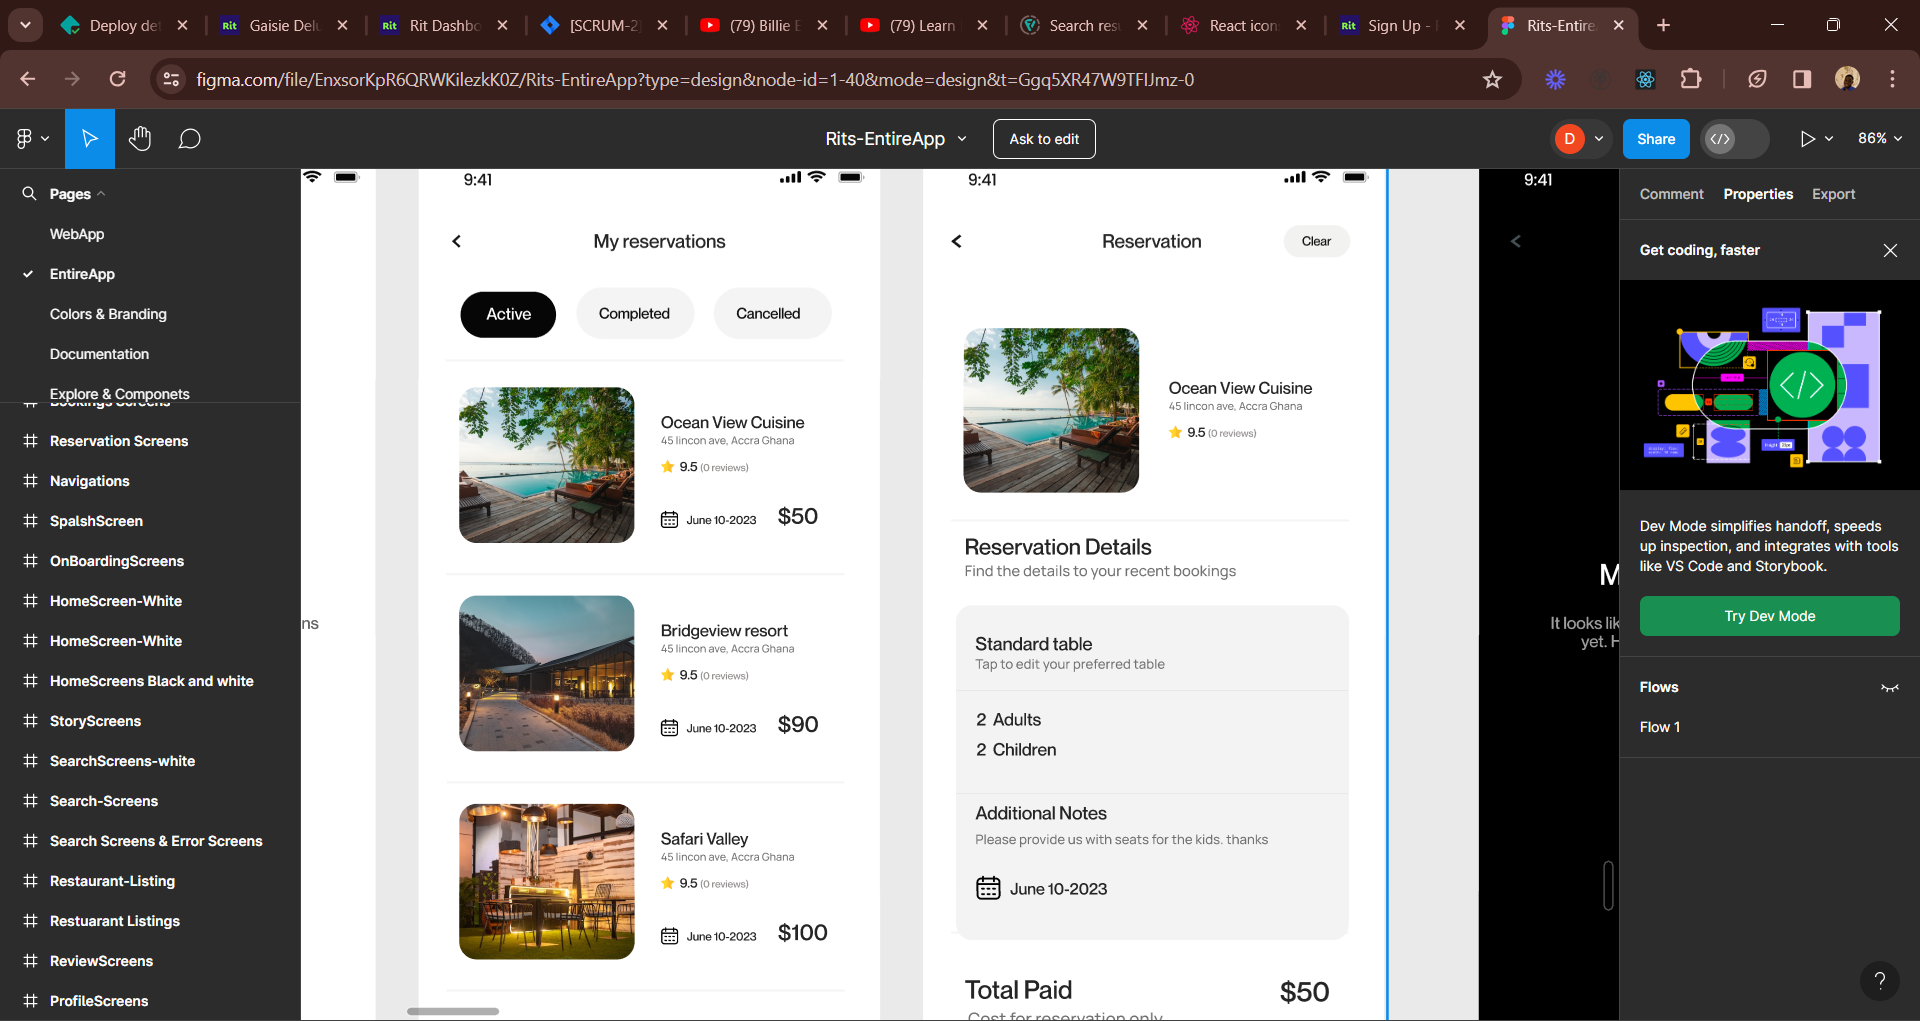 Deploy de
Rit Gaisie Del
Rit Rit Dashbo
[SCRUM-2]
(79) Billie E
(79) Learn
Search res
React icon
Rit Sign Up -
Rits-Entire
figma.com/file/EnxsorKpR6QRWKilezkK0Z/Rits-EntireApp?type=design&node-id=1-40&mode=design&t=Ggq5XR47W9TFIJmz-0
Rits-EntireApp
Ask to edit
D
Share
86%
Pages
WebApp
EntireApp
Colors & Branding
Documentation
Explore & Componets
Bookings Screens
Reservation Screens
Navigations
SpalshScreen
OnBoardingScreens
HomeScreen-White
HomeScreen-White
HomeScreens Black and white
StoryScreens
SearchScreens-white
Search-Screens
Search Screens & Error Screens
Restaurant-Listing
Restuarant Listings
ReviewScreens
ProfileScreens
ns
9:41
My reservations
Active
Completed
Cancelled
Ocean View Cuisine
45 lincon ave, Accra Ghana
9.5 (0 reviews)
June 10-2023
$50
Bridgeview resort
45 lincon ave, Accra Ghana
9.5 (0 reviews)
June 10-2023
$90
Safari Valley
45 lincon ave, Accra Ghana
9.5 (0 reviews)
June 10-2023
$100
9:41
Reservation
Clear
Ocean View Cuisine
45 lincon ave, Accra Ghana
9.5 (0 reviews)
Reservation Details
Find the details to your recent bookings
Standard table
Tap to edit your preferred table
2 Adults
2 Children
Additional Notes
Please provide us with seats for the kids. thanks
June 10-2023
Total Paid
$50
Cost for reservation only
9:41
M
It looks lik
yet. H
Comment
Properties
Export
Get coding, faster
Dev Mode simplifies handoff, speeds
up inspection, and integrates with tools
like VS Code and Storybook.
Try Dev Mode
Flows
Flow 1
?